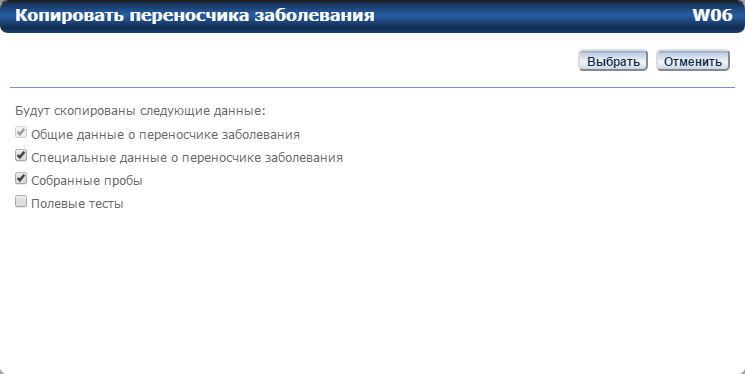 Копировать переносчика заболевания W06
Выбрать Отменить
Будут скопированы следующие данные:
Общие данные о переносчике заболевания
Специальные данные о переносчике заболевания
Собранные пробы
Полевые тесты